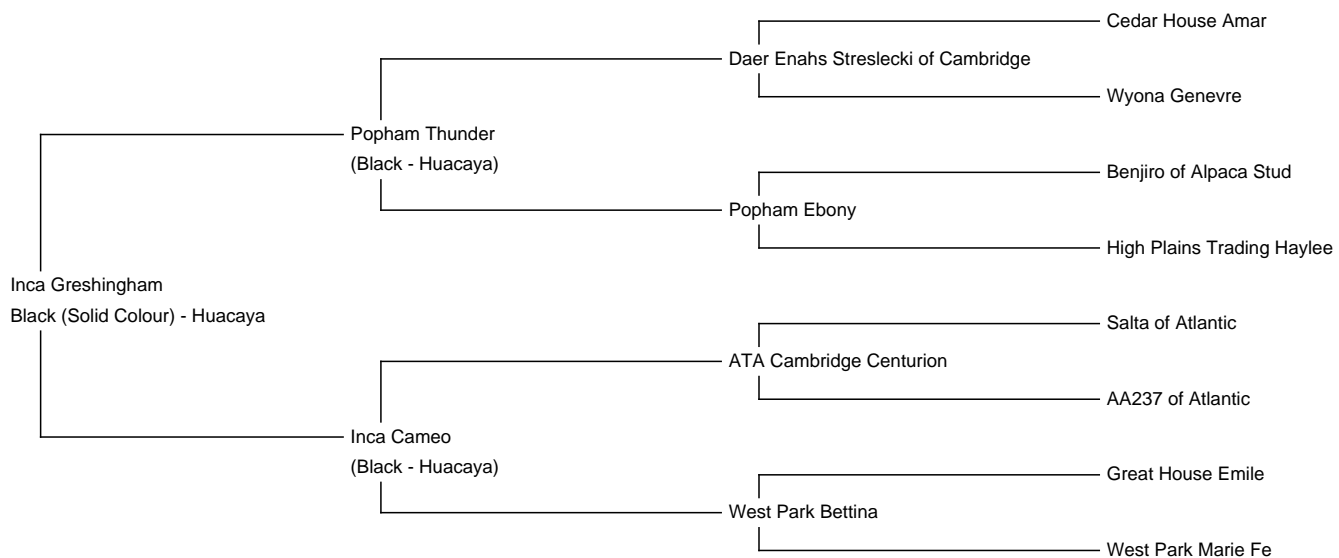 Cedar House Amar
Daer Enahs Streslecki of Cambridge
Wyona Genevre
Popham Thunder
(Black - Huacaya)
Benjiro of Alpaca Stud
Popham Ebony
High Plains Trading Haylee
Inca Greshingham
Black (Solid Colour) - Huacaya
Salta of Atlantic
ATA Cambridge Centurion
AA237 of Atlantic
Inca Cameo
(Black - Huacaya)
Great House Emile
West Park Bettina
West Park Marie Fe